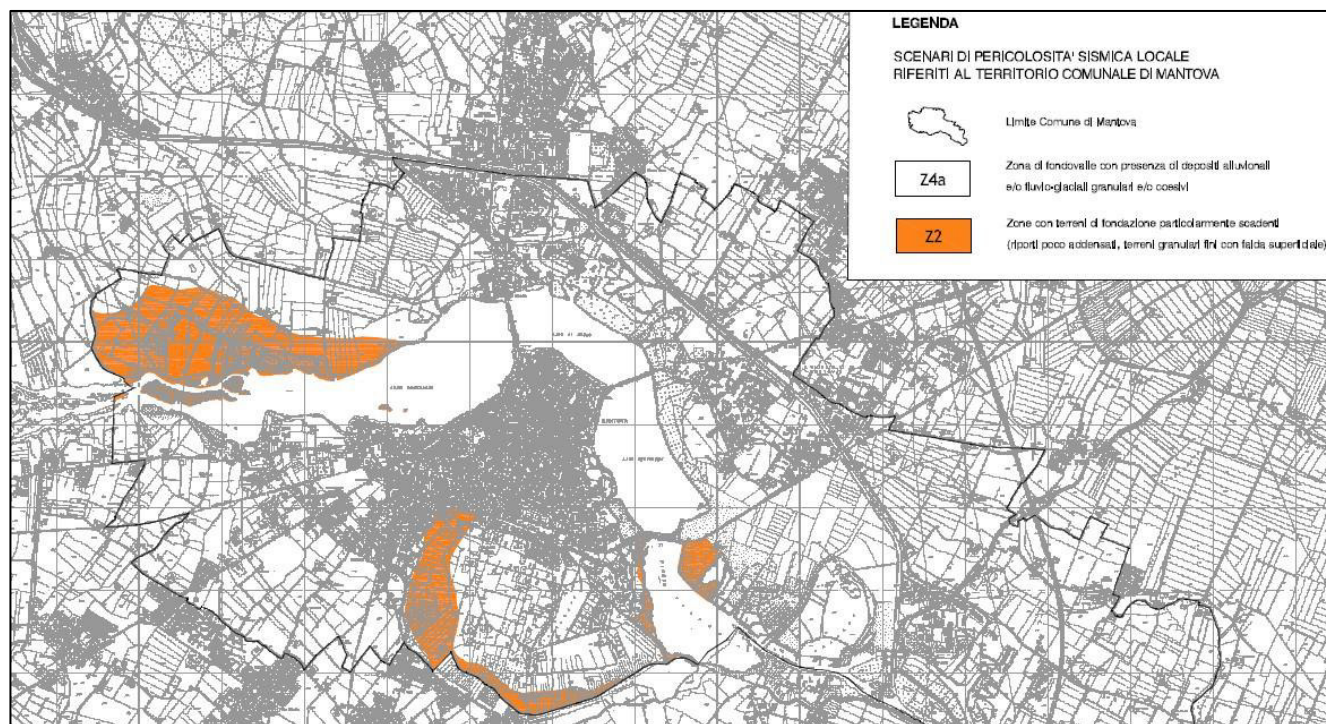 LEGENDA
SCENARI DI PERICOLOSITA' SISMICA LOCALE
RIFERITI AL TERRITORIO COMUNALE DI MANTOVA
Limite Comune di Mantova
Z4a
Zona di fondovalle con presenza di depositi alluvionali
e/o fluvio-glaciali granulari e/o coesivi
Z2
Zone con terreni di fondazione particolarmente scadenti
(riporti poco addensati, terreni granulari fini con falda superficiale)
MANTOVA